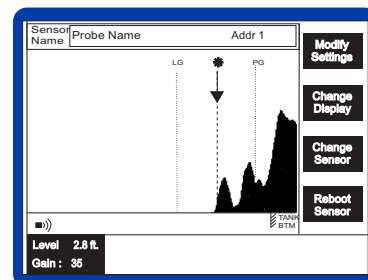 Sensor Name Probe Name Addr 1
Modify Settings
LG PG
Change Display
Change Sensor
Reboot Sensor
TANK BTM
Level 2.8 ft.
Gain : 35